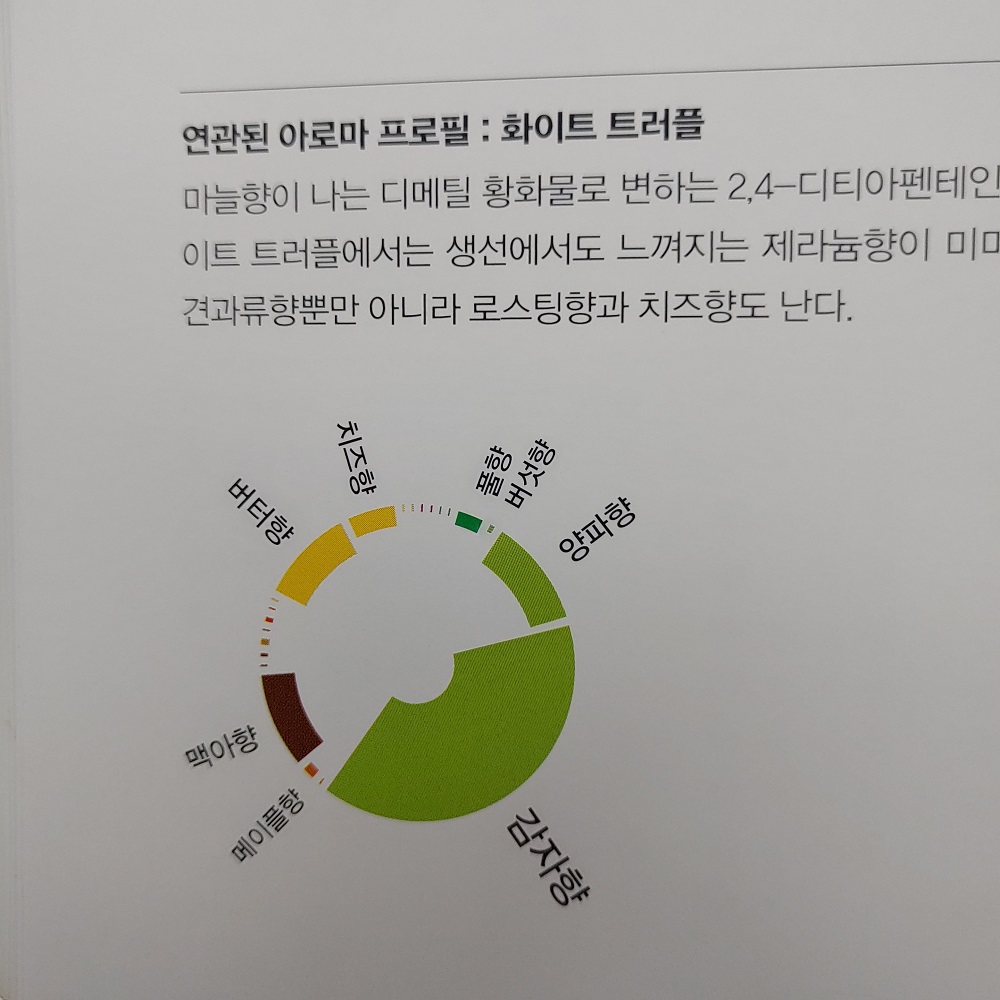 연관된 아로마 프로필 : 화이트 트러플
마늘향이 나는 디메틸 황화물로 변하는 2,4-디티아펜테인
이트 트러플에서는 생선에서도 느껴지는 제라늄향이 미미
견과류향뿐만 아니라 로스팅향과 치즈향도 난다.
치즈향
풀향
버섯향
버터향
양파향
맥아향
메이플향
감자향